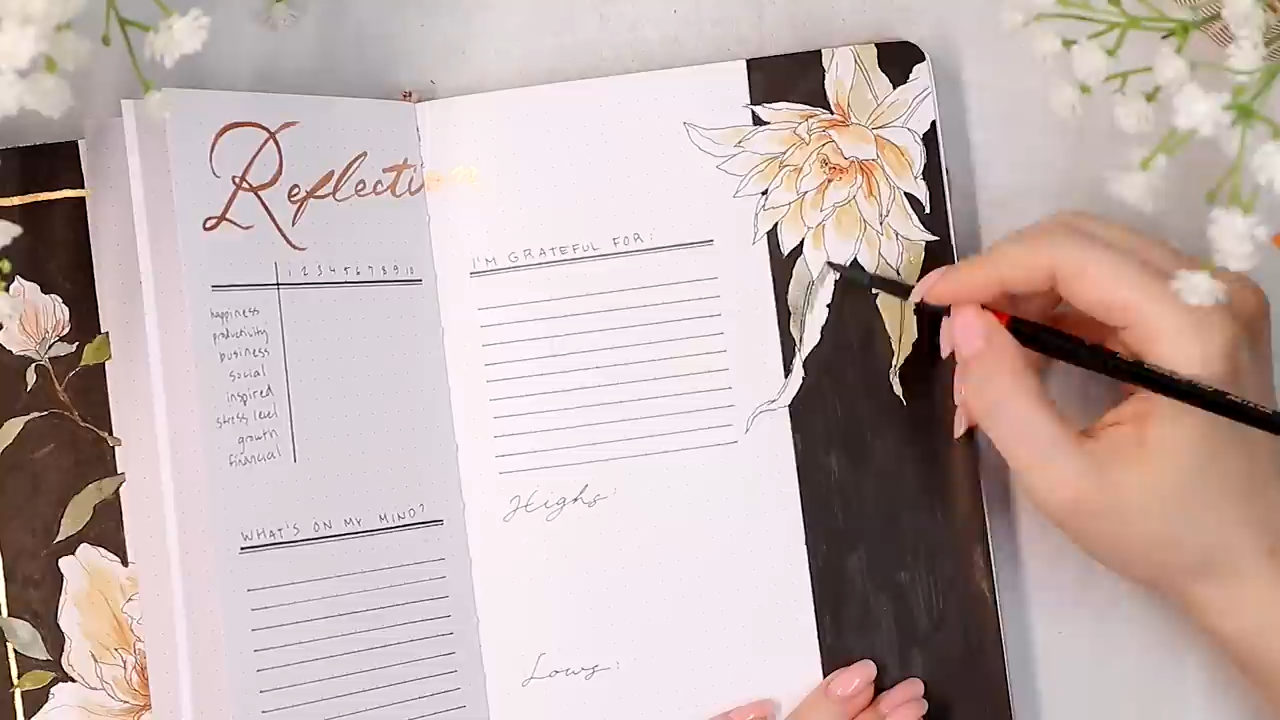 Reflection
1 2 3 4 5 6 7 8 9 10
happiness
productivity
business
social
inspired
stress level
growth
financial
WHAT'S ON MY MIND?
I'M GRATEFUL FOR:
Highs:
Lows: